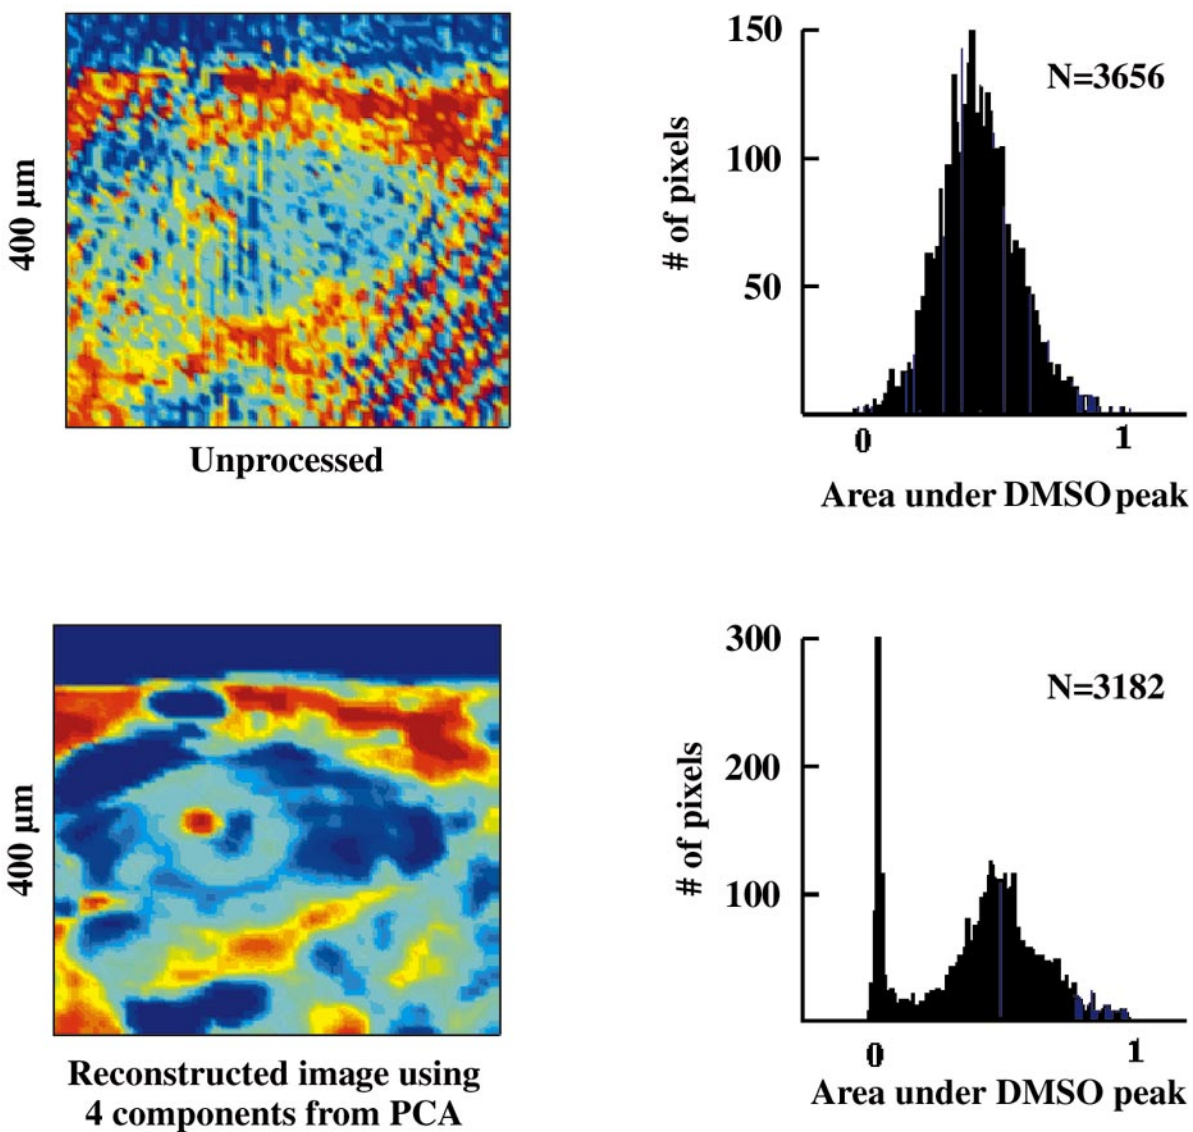 400 µm
Unprocessed
150
100
50
# of pixels
N=3656
0
1
Area under DMSO peak
400 µm
Reconstructed image using
4 components from PCA
300
200
100
# of pixels
N=3182
0
1
Area under DMSO peak